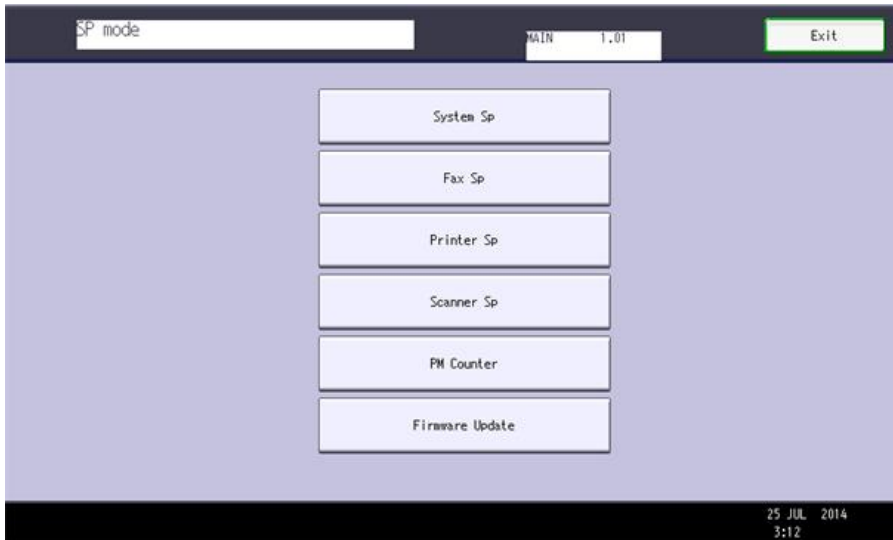 SP mode
MAIN 1.01
Exit
System Sp
Fax Sp
Printer Sp
Scanner Sp
PM Counter
Firmware Update
25 JUL 2014
3:12